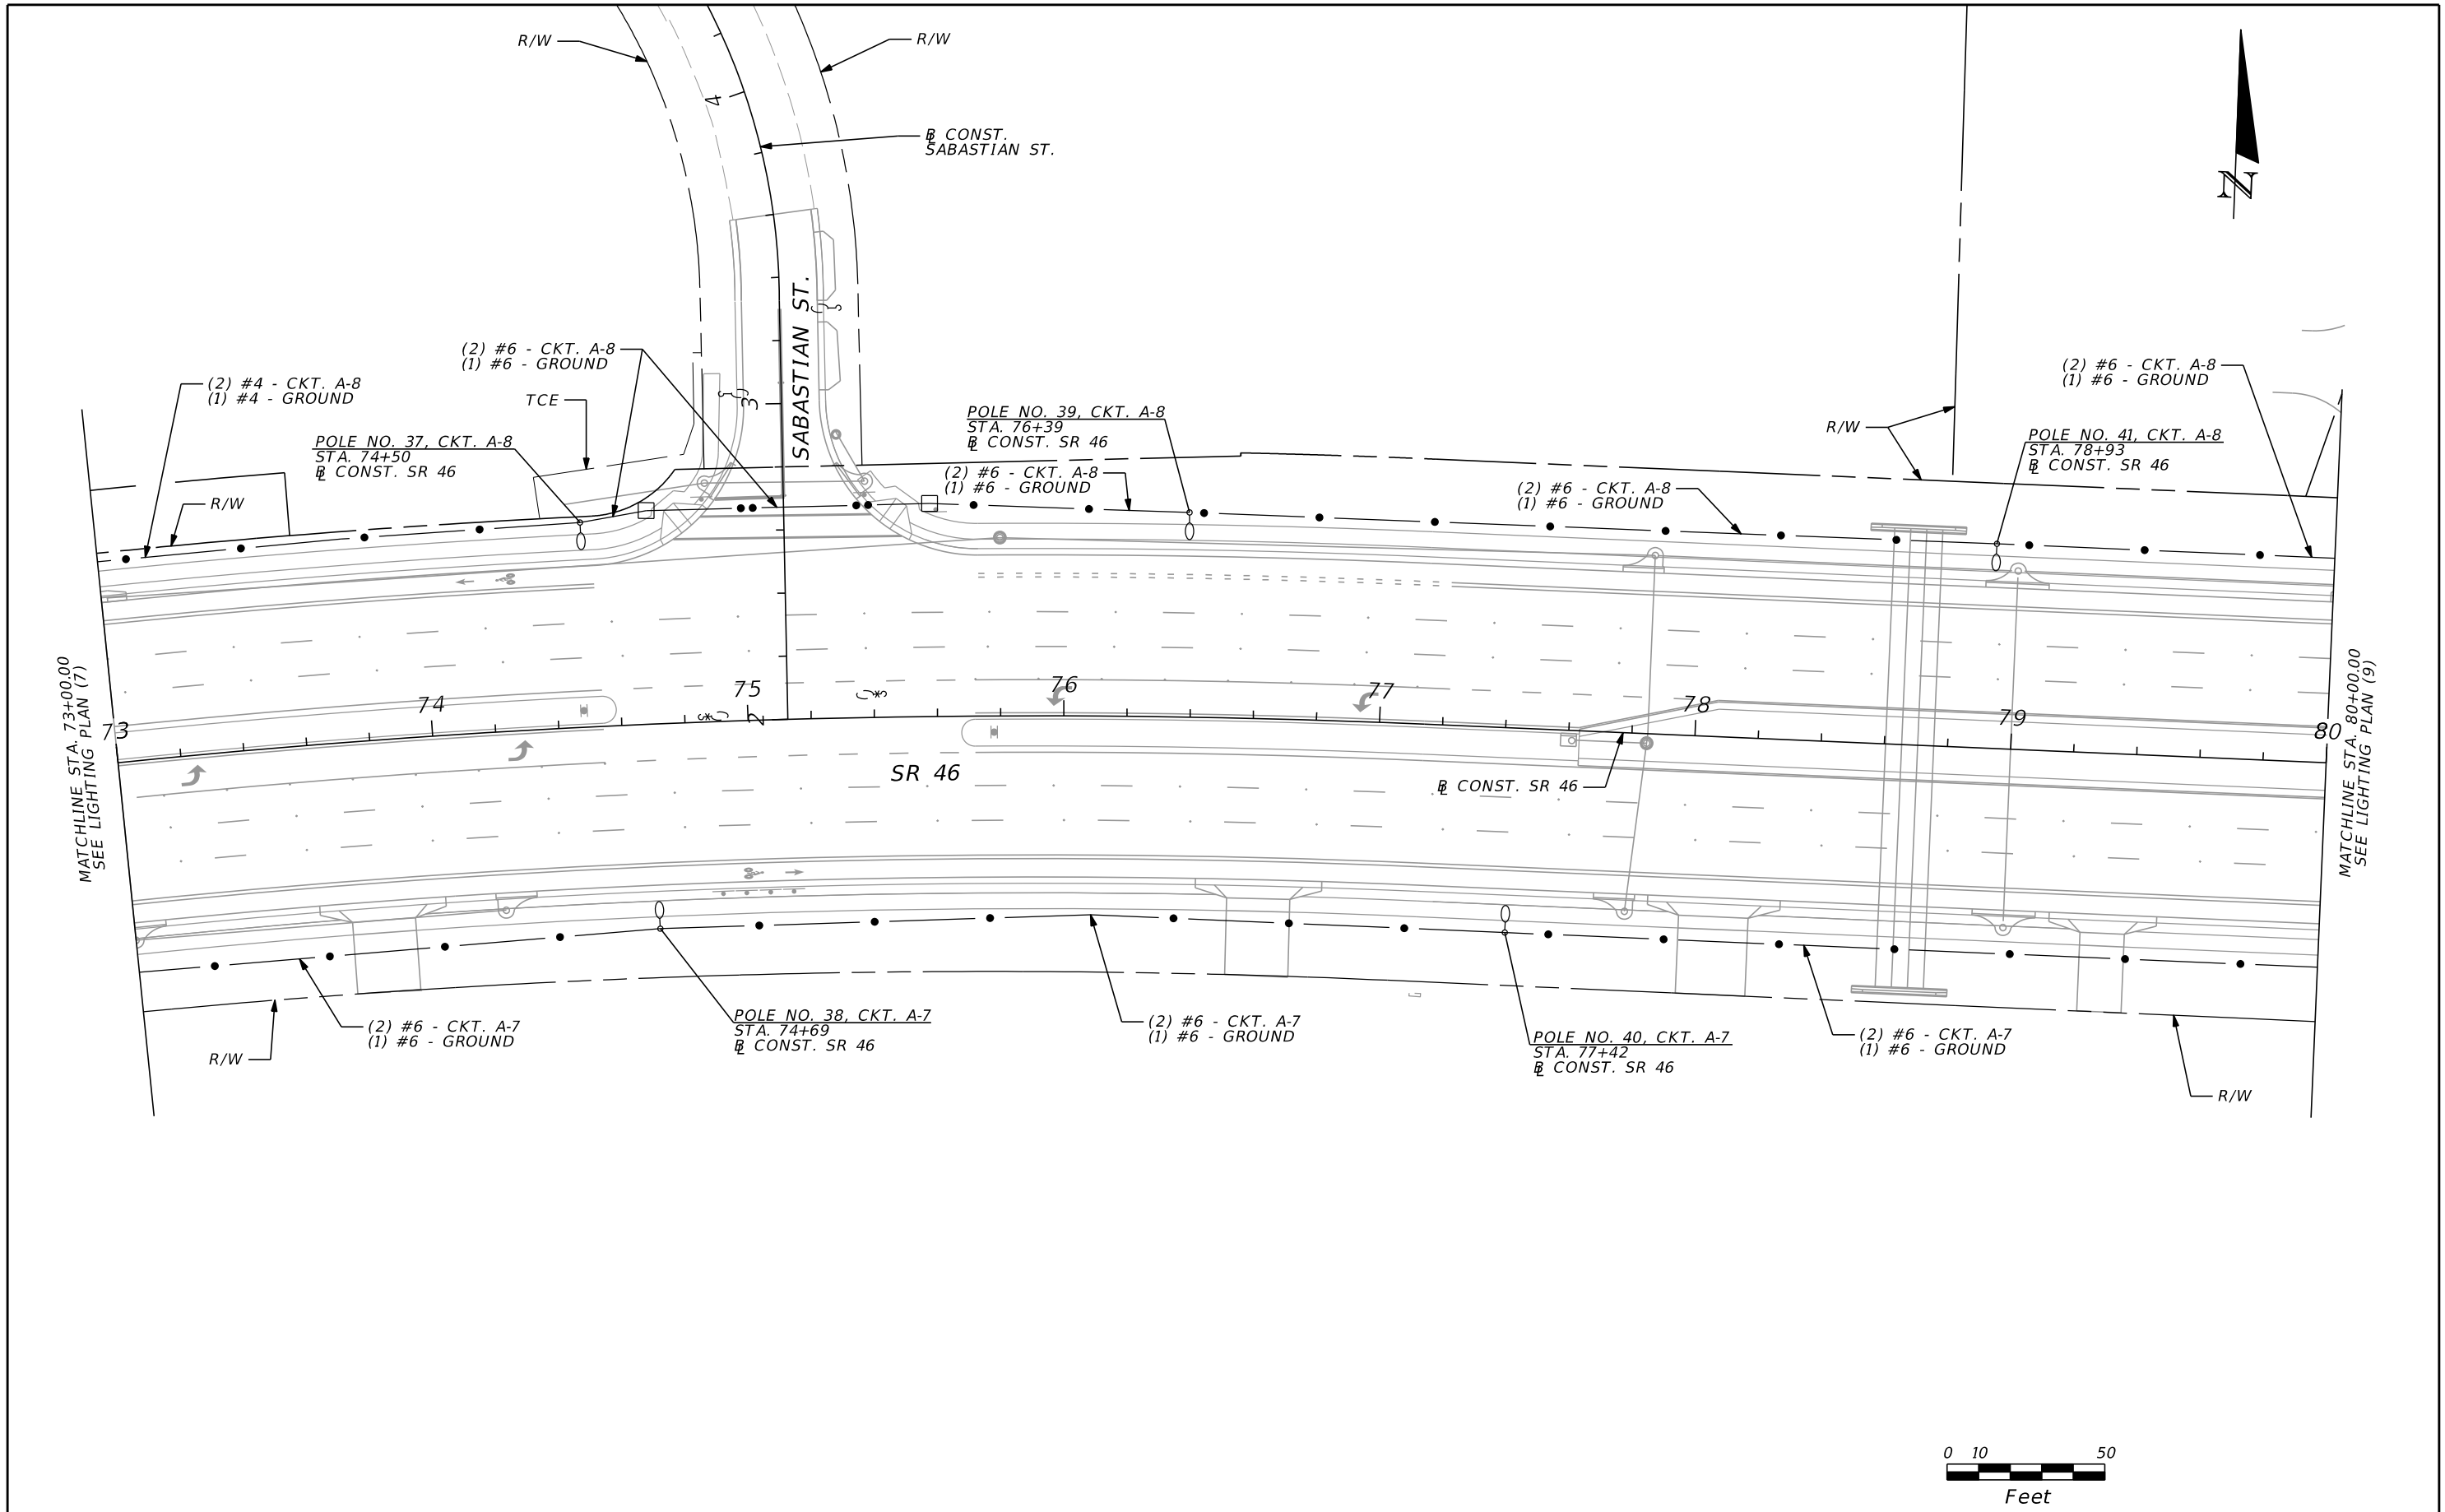 R/W
R/W
4
℄ CONST.
SABASTIAN ST.
N
SABASTIAN ST.
3
2
(2) #6 - CKT. A-8
(1) #6 - GROUND
(2) #4 - CKT. A-8
(1) #4 - GROUND
TCE
POLE NO. 37, CKT. A-8
STA. 74+50
℄ CONST. SR 46
R/W
POLE NO. 39, CKT. A-8
STA. 76+39
℄ CONST. SR 46
(2) #6 - CKT. A-8
(1) #6 - GROUND
(2) #6 - CKT. A-8
(1) #6 - GROUND
R/W
(2) #6 - CKT. A-8
(1) #6 - GROUND
POLE NO. 41, CKT. A-8
STA. 78+93
℄ CONST. SR 46
MATCHLINE STA. 73+00.00
SEE LIGHTING PLAN (7)
73
74
75
76
77
78
79
80
SR 46
℄ CONST. SR 46
MATCHLINE STA. 80+00.00
SEE LIGHTING PLAN (9)
(2) #6 - CKT. A-7
(1) #6 - GROUND
R/W
POLE NO. 38, CKT. A-7
STA. 74+69
℄ CONST. SR 46
(2) #6 - CKT. A-7
(1) #6 - GROUND
POLE NO. 40, CKT. A-7
STA. 77+42
℄ CONST. SR 46
(2) #6 - CKT. A-7
(1) #6 - GROUND
R/W
0 10 50
Feet